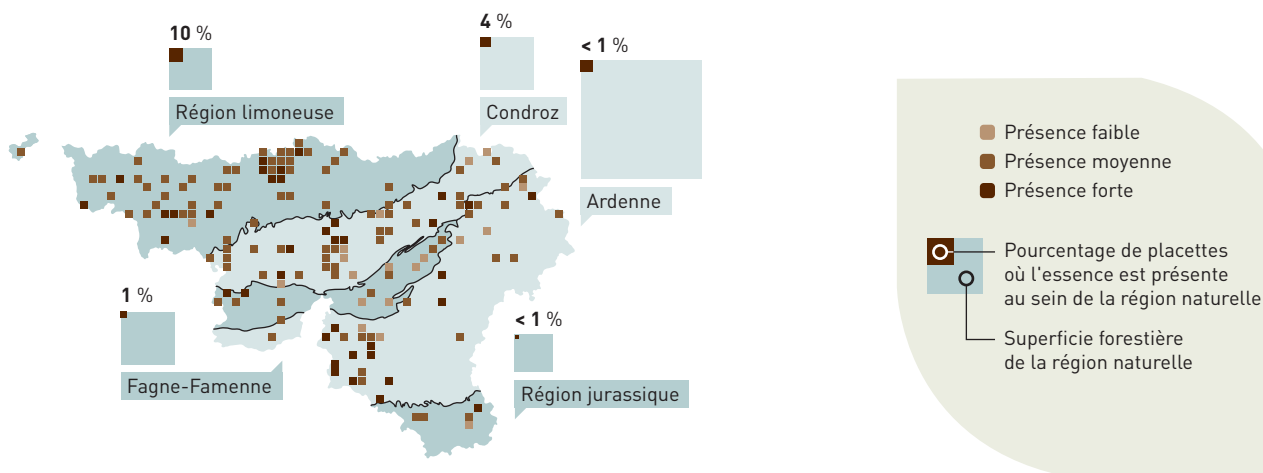 10 %
Région limoneuse
4 %
Condroz
< 1 %
Ardenne
1 %
Fagne-Famenne
< 1 %
Région jurassique
Présence faible
Présence moyenne
Présence forte
Pourcentage de placettes
où l'essence est présente
au sein de la région naturelle
Superficie forestière
de la région naturelle